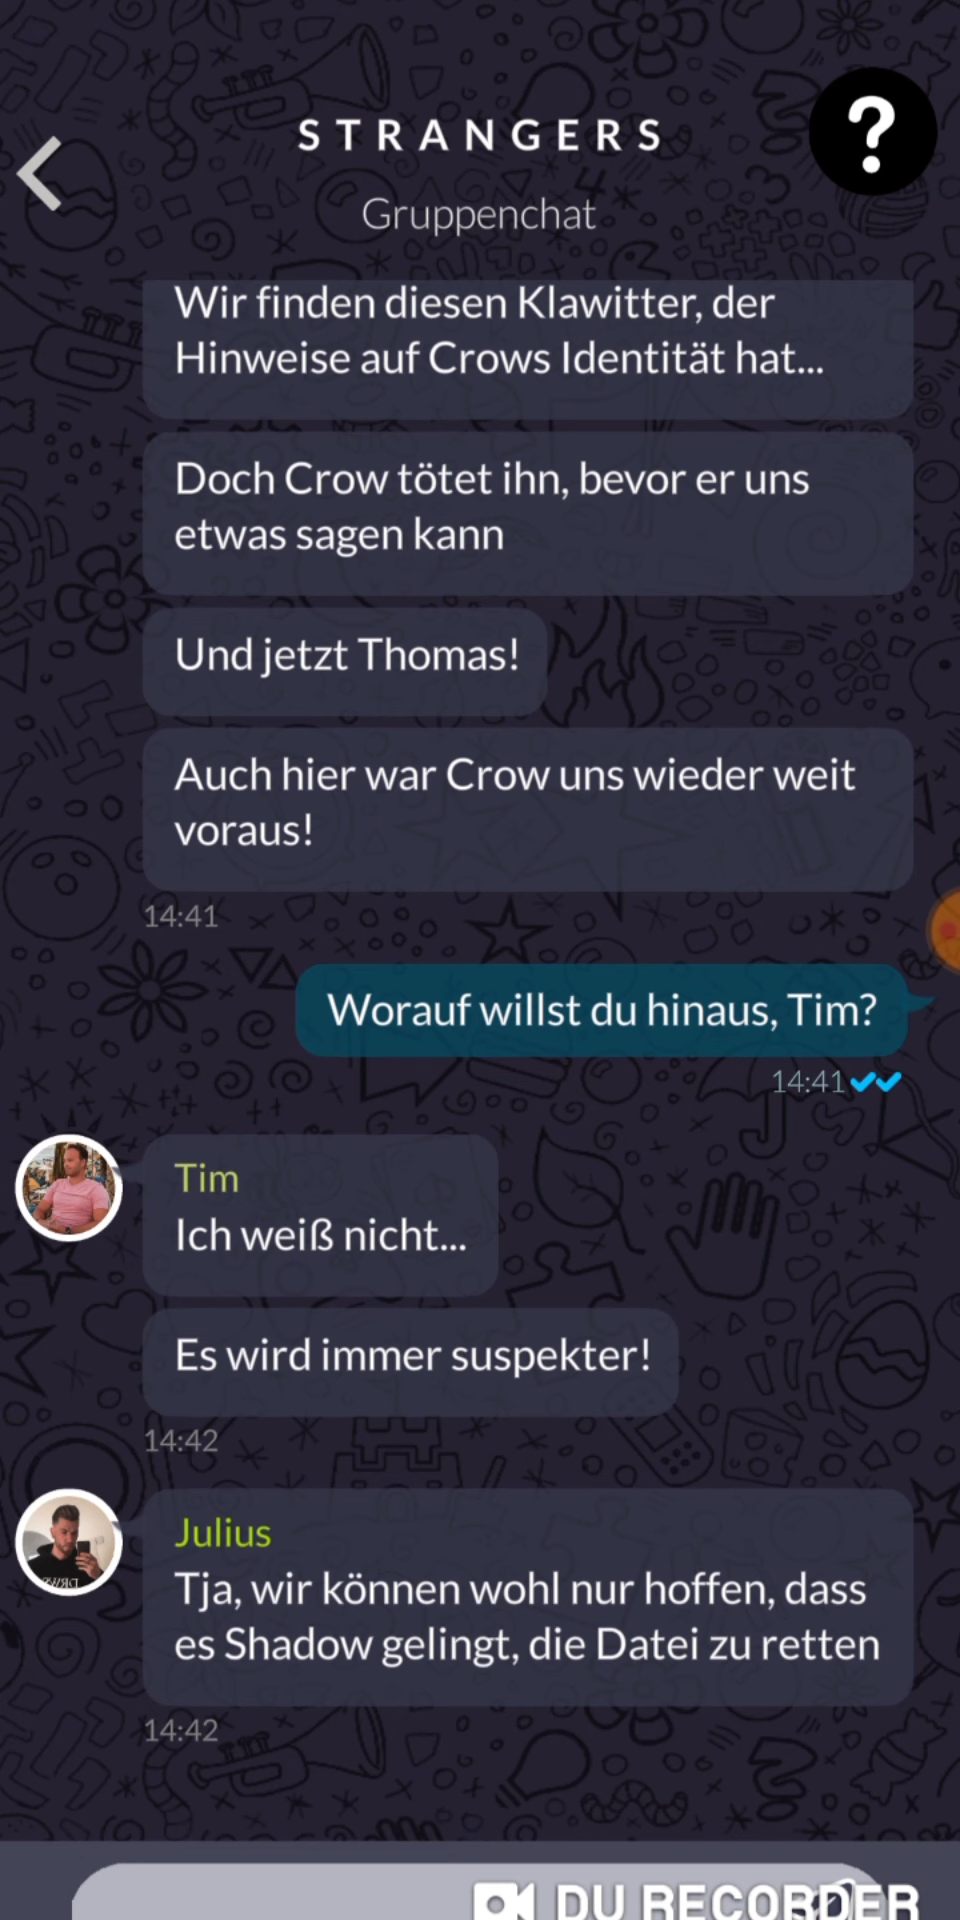 STRANGERS
Gruppenchat
Wir finden diesen Klawitter, der
Hinweise auf Crows Identität hat...
Doch Crow tötet ihn, bevor er uns
etwas sagen kann
Und jetzt Thomas!
Auch hier war Crow uns wieder weit
voraus!
14:41
Worauf willst du hinaus, Tim?
14:41
Tim
Ich weiß nicht...
Es wird immer suspekter!
14:42
Julius
Tja, wir können wohl nur hoffen, dass
es Shadow gelingt, die Datei zu retten
14:42
DU RECORDER